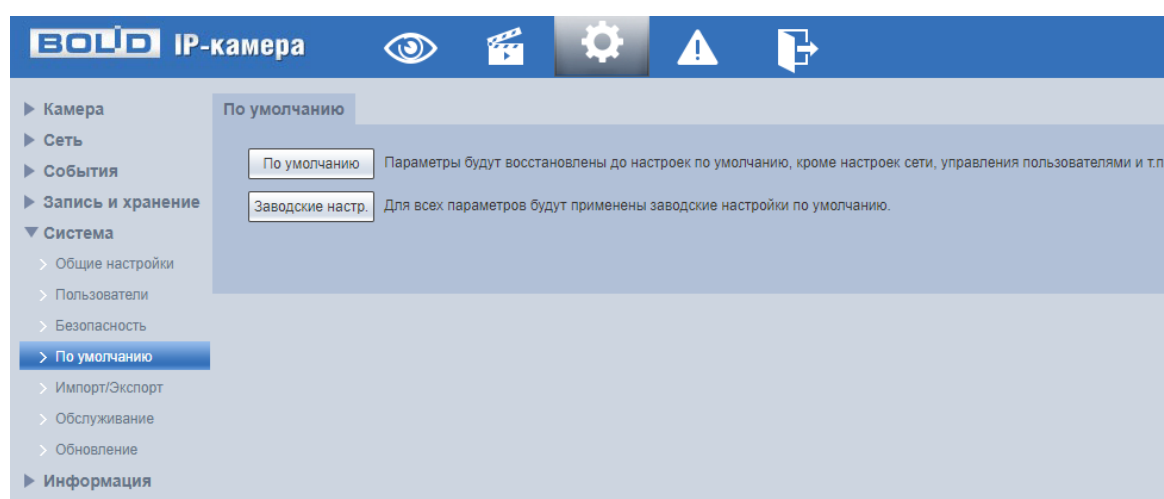 BOLID IP-камера
Камера
По умолчанию
Сеть
События
По умолчанию Параметры будут восстановлены до настроек по умолчанию, кроме настроек сети, управления пользователями и т.п
Запись и хранение
Заводские настр. Для всех параметров будут применены заводские настройки по умолчанию.
Система
Общие настройки
Пользователи
Безопасность
По умолчанию
Импорт/Экспорт
Обслуживание
Обновление
Информация